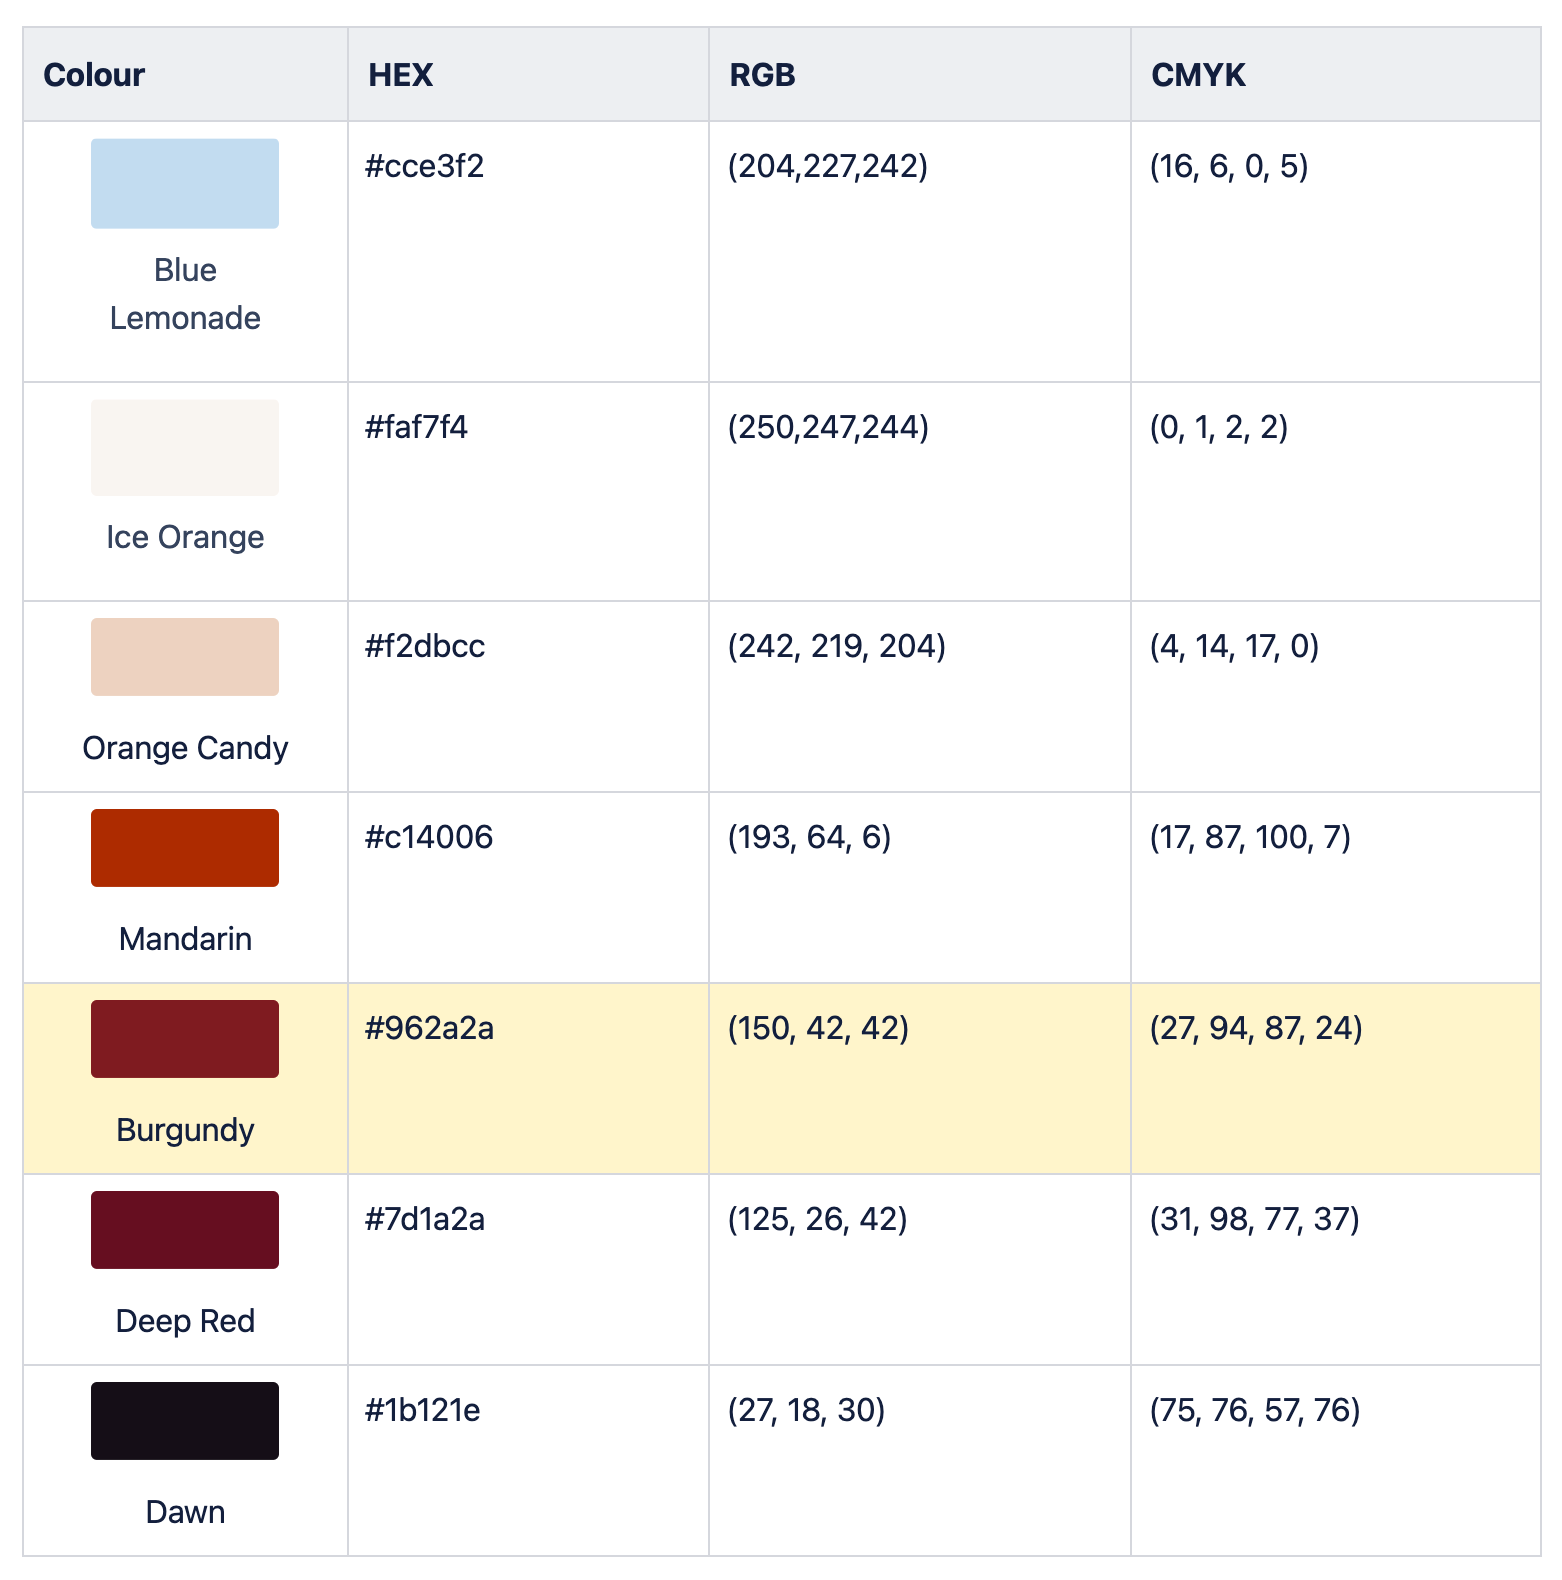 Colour HEX RGB CMYK
#cce3f2 (204,227,242) (16, 6, 0, 5)
Blue
Lemonade
#faf7f4 (250,247,244) (0, 1, 2, 2)
Ice Orange
#f2dbcc (242, 219, 204) (4, 14, 17, 0)
Orange Candy
#c14006 (193, 64, 6) (17, 87, 100, 7)
Mandarin
#962a2a (150, 42, 42) (27, 94, 87, 24)
Burgundy
#7d1a2a (125, 26, 42) (31, 98, 77, 37)
Deep Red
#1b121e (27, 18, 30) (75, 76, 57, 76)
Dawn